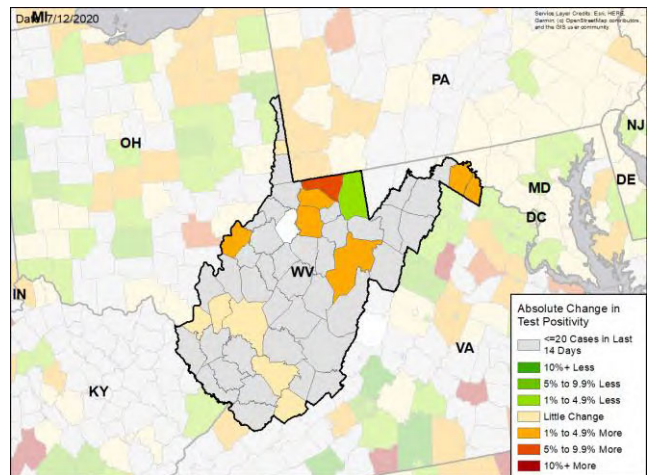 Date: 7/12/2020
Service Layer Credits: Esri, HERE,
Garmin, (c) OpenStreetMap contributors,
and the GIS user community
MI
PA
OH
NJ
MD
DE
DC
WV
IN
VA
KY
Absolute Change in
Test Positivity
<=20 Cases in Last
14 Days
10%+ Less
5% to 9.9% Less
1% to 4.9% Less
Little Change
1% to 4.9% More
5% to 9.9% More
10%+ More